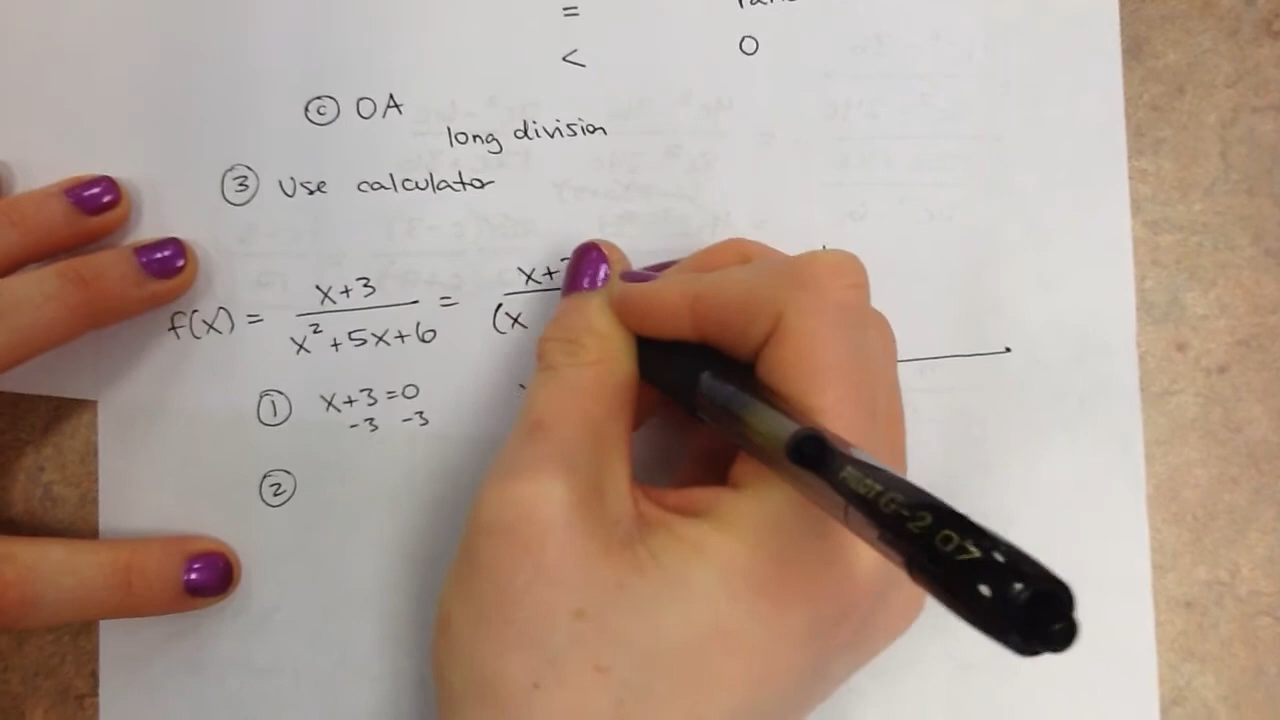 =
< 0
ⓒ OA
long division
③ Use calculator
f(x) = x+3 / x²+5x+6 = x+ / (x
① x+3=0
-3 -3
②
PILOT G-2 07